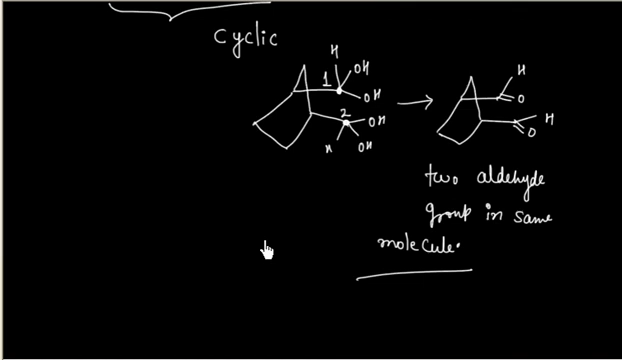 Cyclic
H
OH
1
OH
2
OH
H
OH
H
O
H
O
two aldehyde
group in same
molecule.